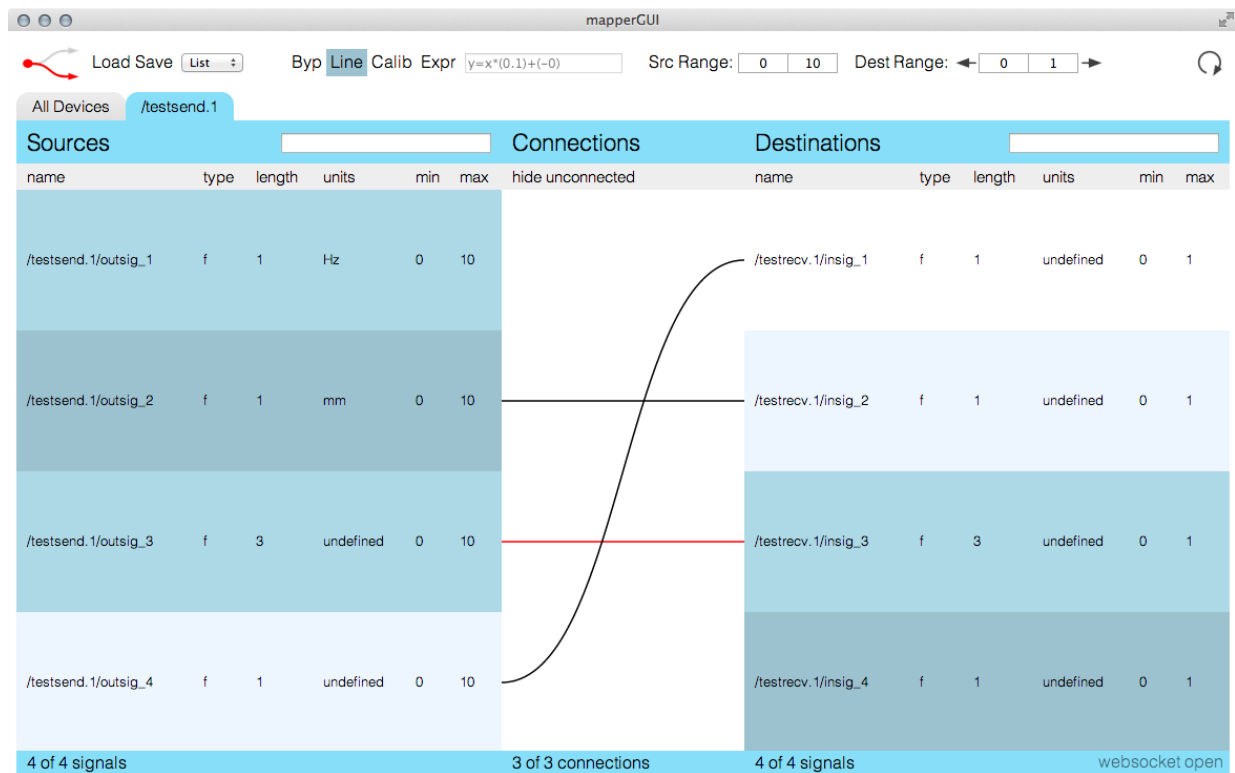 mapperGUI
Load Save List Byp Line Calib Expr y=x*(0.1)+(-0) Src Range: 0 10 Dest Range: 0 1
All Devices /testsend.1
Sources Connections Destinations
name type length units min max hide unconnected name type length units min max
/testsend.1/outsig_1 f 1 Hz 0 10 /testrecv.1/insig_1 f 1 undefined 0 1
/testsend.1/outsig_2 f 1 mm 0 10 /testrecv.1/insig_2 f 1 undefined 0 1
/testsend.1/outsig_3 f 3 undefined 0 10 /testrecv.1/insig_3 f 3 undefined 0 1
/testsend.1/outsig_4 f 1 undefined 0 10 /testrecv.1/insig_4 f 1 undefined 0 1
4 of 4 signals 3 of 3 connections 4 of 4 signals websocket open